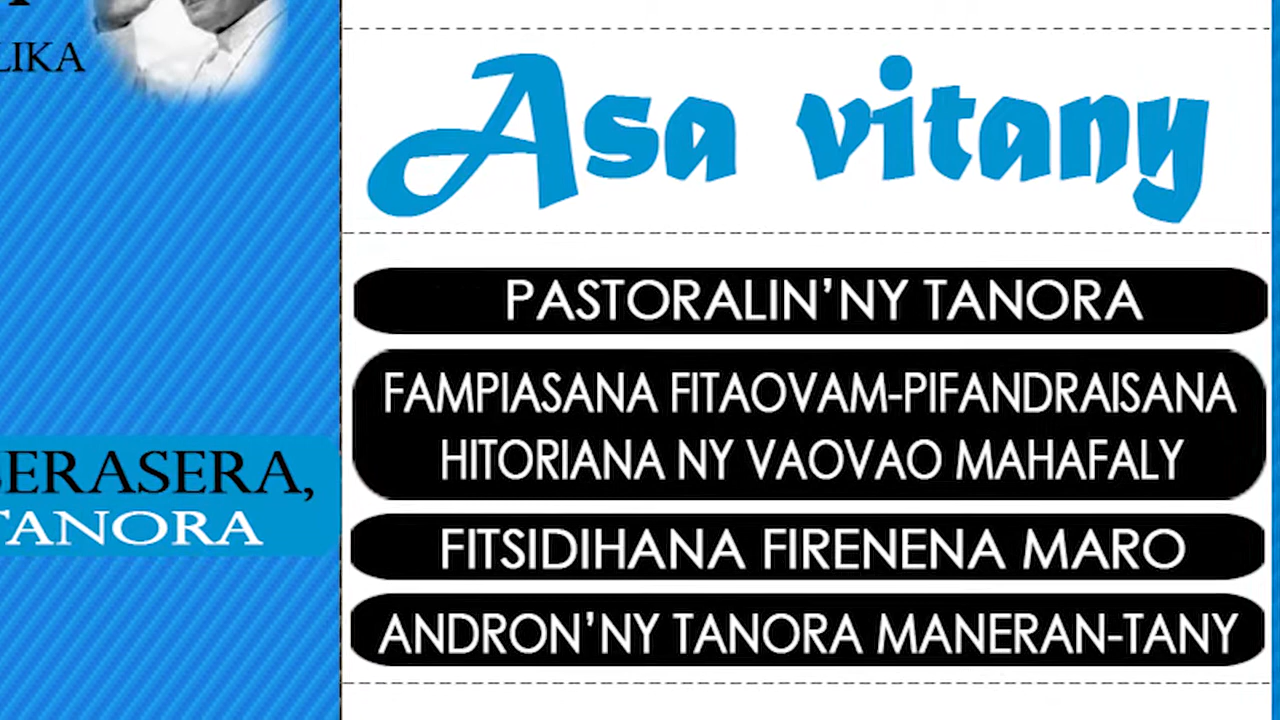 LIKA
Asa vitany
PASTORALIN'NY TANORA
FAMPIASANA FITAOVAM-PIFANDRAISANA
HITORIANA NY VAOVAO MAHAFALY
FITSIDIHANA FIRENENA MARO
ANDRON'NY TANORA MANERAN-TANY
SERASERA,
TANORA